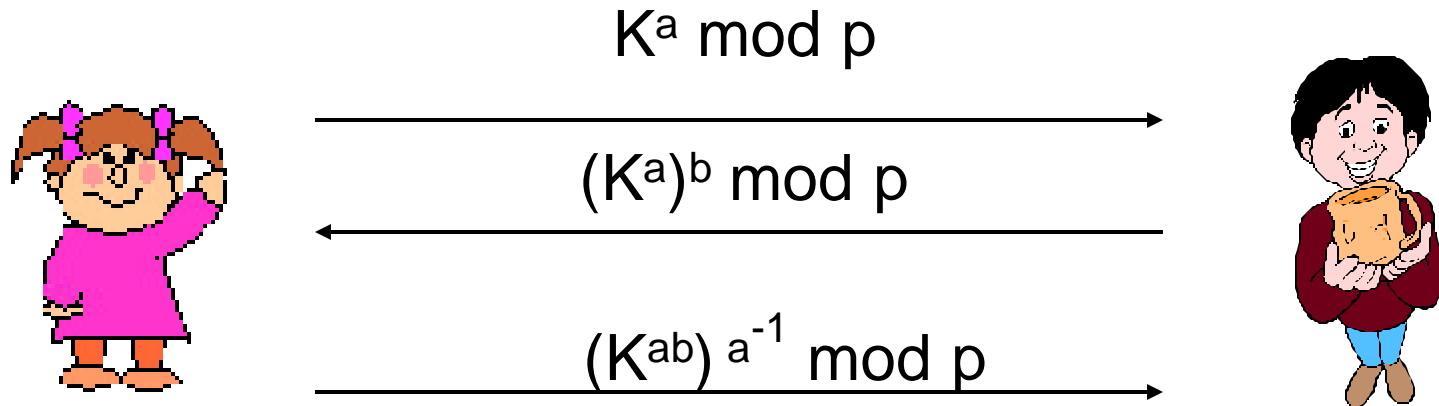 Kᵃ mod p
(Kᵃ)ᵇ mod p
(Kᵃᵇ) ᵃ⁻¹ mod p